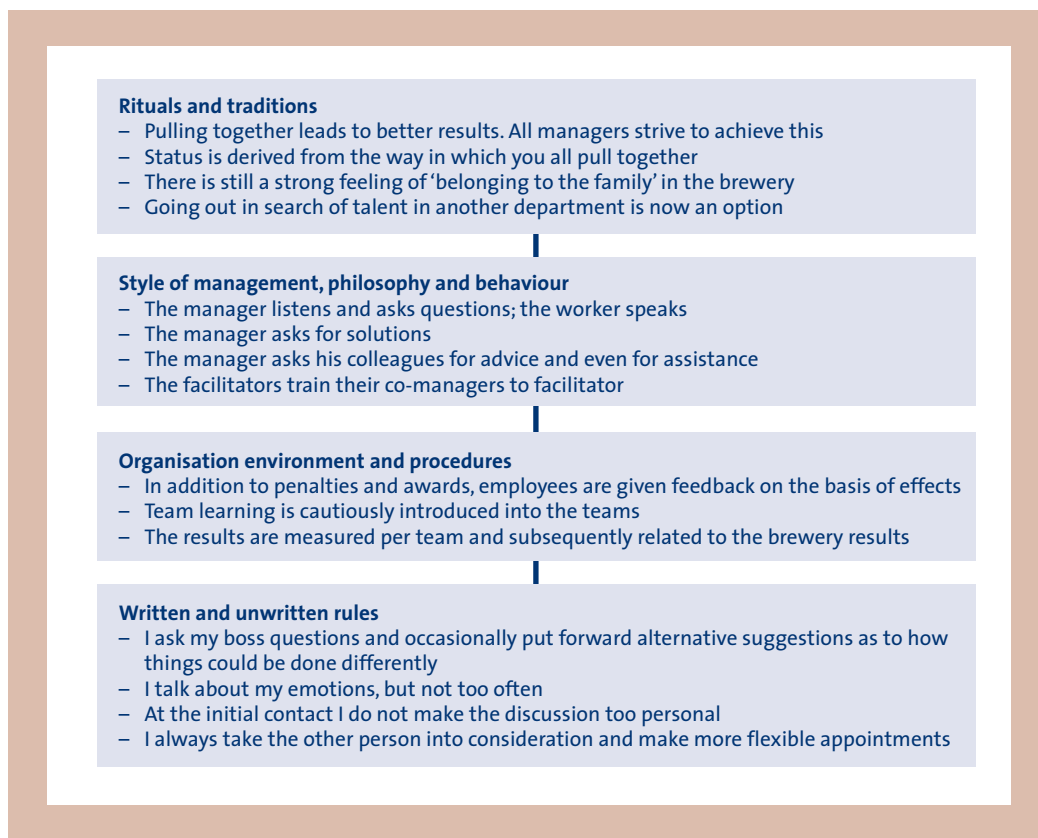 Rituals and traditions
– Pulling together leads to better results. All managers strive to achieve this
– Status is derived from the way in which you all pull together
– There is still a strong feeling of ‘belonging to the family’ in the brewery
– Going out in search of talent in another department is now an option
Style of management, philosophy and behaviour
– The manager listens and asks questions; the worker speaks
– The manager asks for solutions
– The manager asks his colleagues for advice and even for assistance
– The facilitators train their co-managers to facilitator
Organisation environment and procedures
– In addition to penalties and awards, employees are given feedback on the basis of effects
– Team learning is cautiously introduced into the teams
– The results are measured per team and subsequently related to the brewery results
Written and unwritten rules
– I ask my boss questions and occasionally put forward alternative suggestions as to how
things could be done differently
– I talk about my emotions, but not too often
– At the initial contact I do not make the discussion too personal
– I always take the other person into consideration and make more flexible appointments